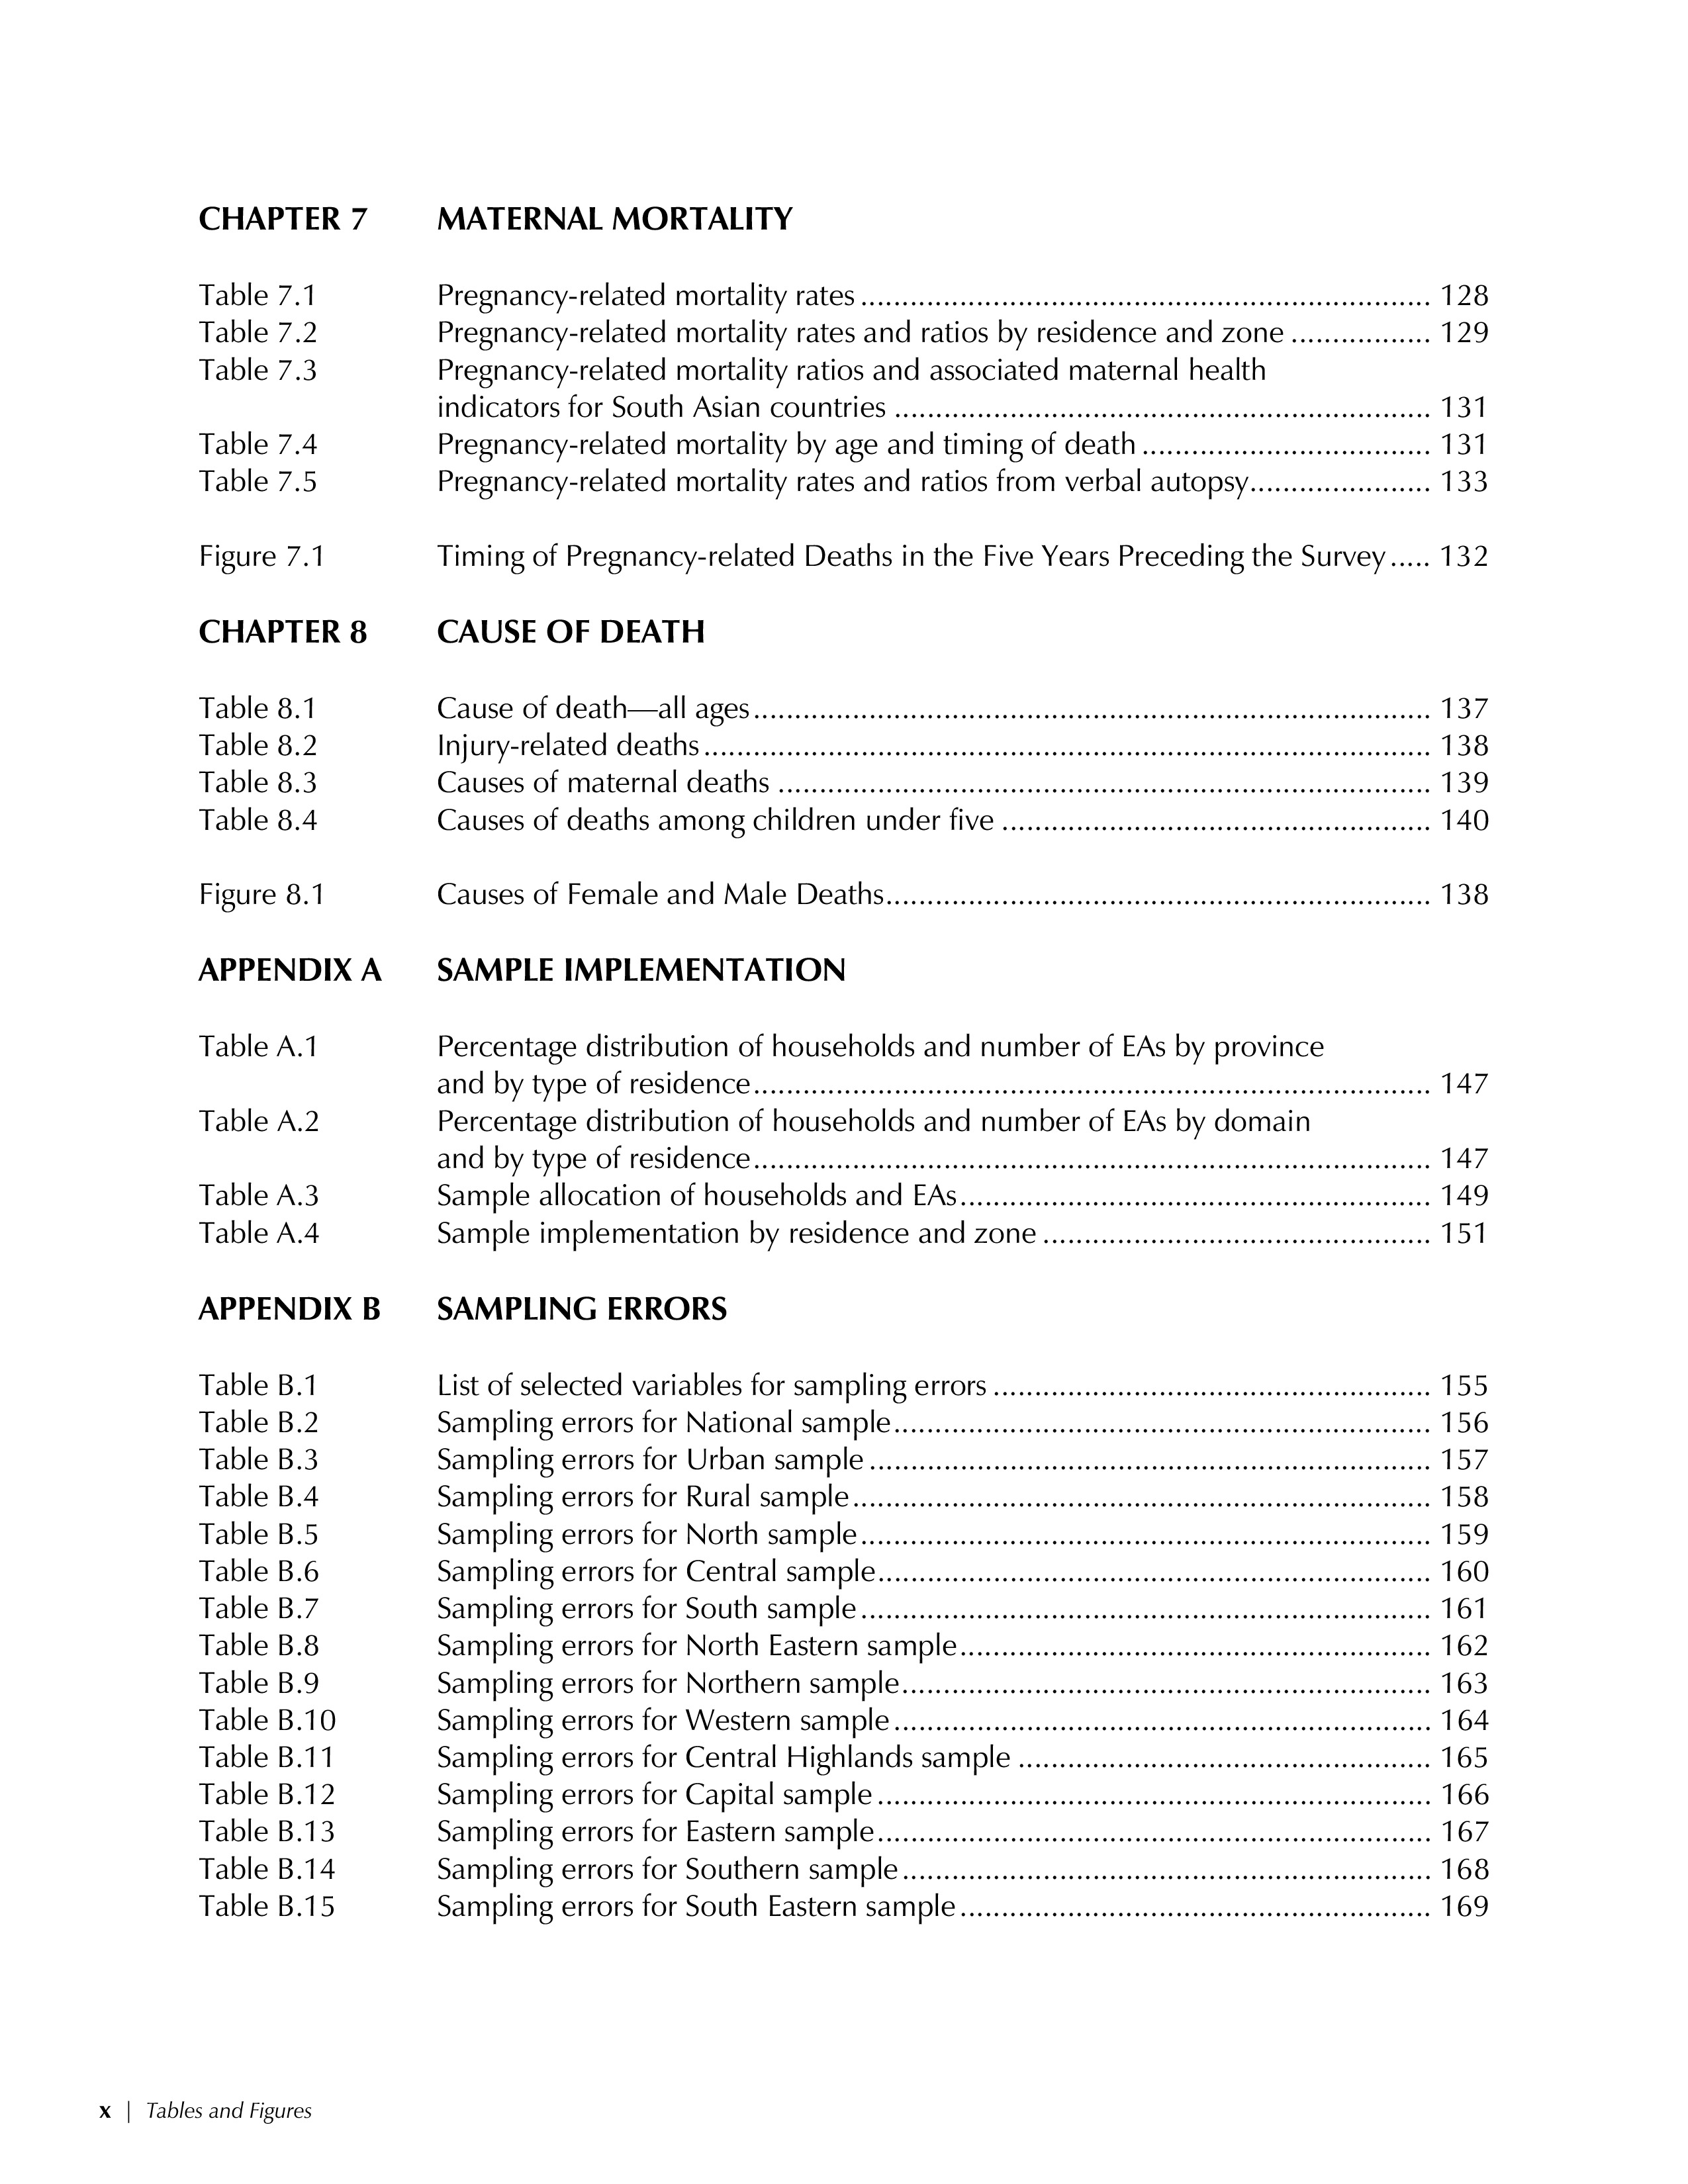 CHAPTER 7 MATERNAL MORTALITY
Table 7.1 Pregnancy-related mortality rates ..................................................................... 128
Table 7.2 Pregnancy-related mortality rates and ratios by residence and zone ................. 129
Table 7.3 Pregnancy-related mortality ratios and associated maternal health
indicators for South Asian countries ................................................................. 131
Table 7.4 Pregnancy-related mortality by age and timing of death ................................... 131
Table 7.5 Pregnancy-related mortality rates and ratios from verbal autopsy...................... 133
Figure 7.1 Timing of Pregnancy-related Deaths in the Five Years Preceding the Survey ..... 132
CHAPTER 8 CAUSE OF DEATH
Table 8.1 Cause of death—all ages.................................................................................. 137
Table 8.2 Injury-related deaths........................................................................................ 138
Table 8.3 Causes of maternal deaths ............................................................................... 139
Table 8.4 Causes of deaths among children under five .................................................... 140
Figure 8.1 Causes of Female and Male Deaths.................................................................. 138
APPENDIX A SAMPLE IMPLEMENTATION
Table A.1 Percentage distribution of households and number of EAs by province
and by type of residence.................................................................................. 147
Table A.2 Percentage distribution of households and number of EAs by domain
and by type of residence.................................................................................. 147
Table A.3 Sample allocation of households and EAs......................................................... 149
Table A.4 Sample implementation by residence and zone ............................................... 151
APPENDIX B SAMPLING ERRORS
Table B.1 List of selected variables for sampling errors ..................................................... 155
Table B.2 Sampling errors for National sample................................................................. 156
Table B.3 Sampling errors for Urban sample .................................................................... 157
Table B.4 Sampling errors for Rural sample...................................................................... 158
Table B.5 Sampling errors for North sample..................................................................... 159
Table B.6 Sampling errors for Central sample................................................................... 160
Table B.7 Sampling errors for South sample..................................................................... 161
Table B.8 Sampling errors for North Eastern sample......................................................... 162
Table B.9 Sampling errors for Northern sample................................................................ 163
Table B.10 Sampling errors for Western sample................................................................. 164
Table B.11 Sampling errors for Central Highlands sample .................................................. 165
Table B.12 Sampling errors for Capital sample ................................................................... 166
Table B.13 Sampling errors for Eastern sample................................................................... 167
Table B.14 Sampling errors for Southern sample................................................................ 168
Table B.15 Sampling errors for South Eastern sample......................................................... 169
x | Tables and Figures